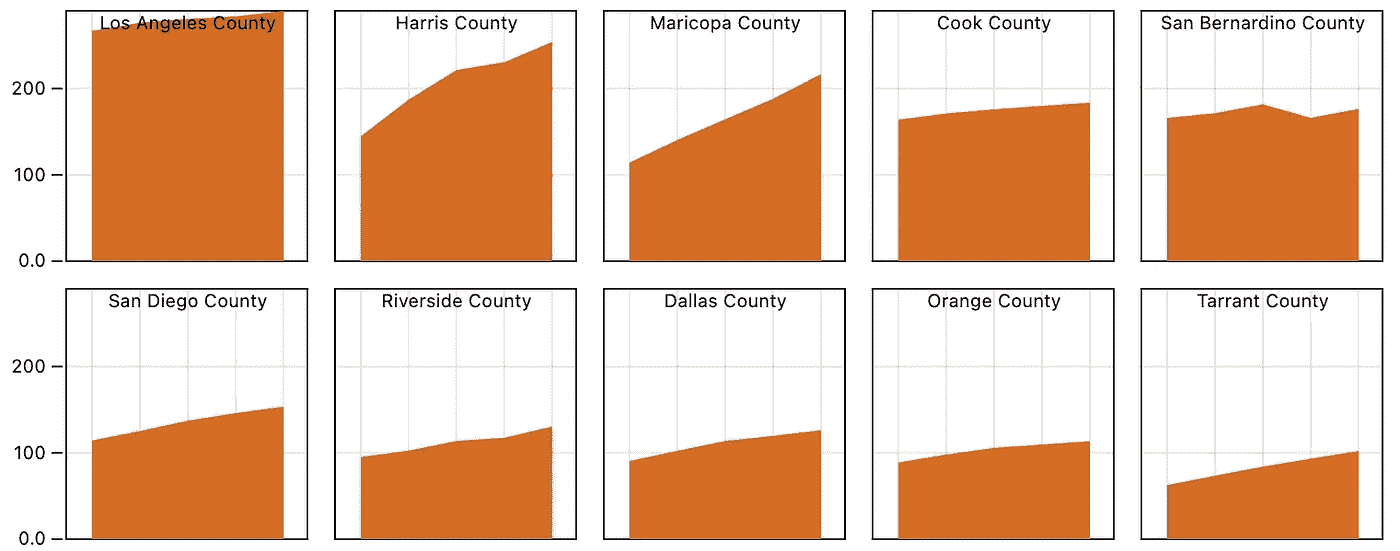 Los Angeles County
Harris County
Maricopa County
Cook County
San Bernardino County
200
100
0.0
San Diego County
Riverside County
Dallas County
Orange County
Tarrant County
200
100
0.0